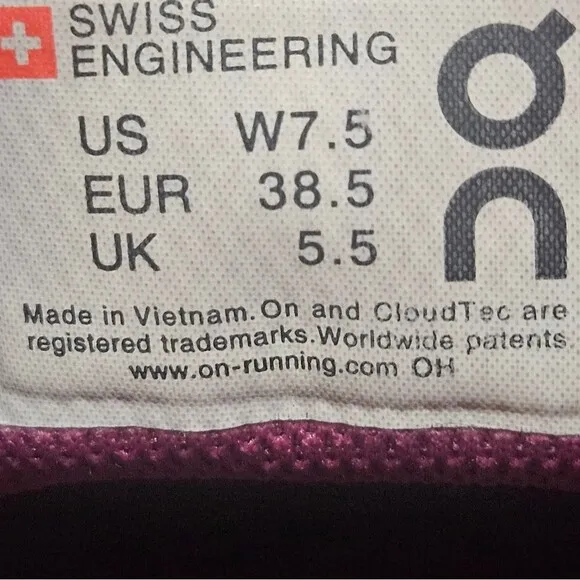 SWISS
ENGINEERING
On
US W7.5
EUR 38.5
UK 5.5
Made in Vietnam. On and CloudTec are
registered trademarks. Worldwide patents.
www.on-running.com OH